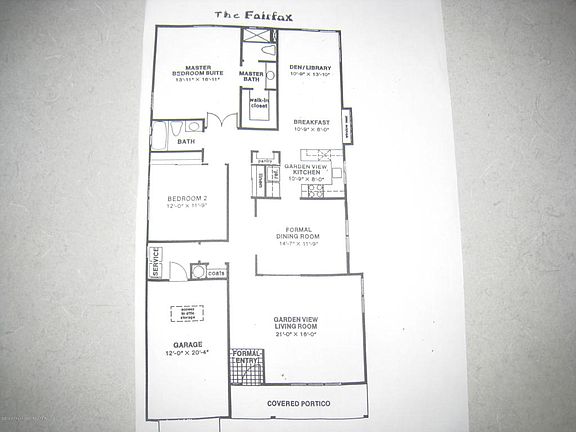 The Fairfax
MASTER
BEDROOM SUITE
13'-11" X 16'-11"
MASTER
BATH
walk-in
closet
DEN/LIBRARY
10'-9" X 13'-10"
BREAKFAST
10'-9" X 8'-0"
BATH
pantry
linen
ref.
GARDEN VIEW
KITCHEN
10'-9" X 8'-0"
BEDROOM 2
12'-0" X 11'-9"
FORMAL
DINING ROOM
14'-7" X 11'-9"
SERVICE
coats
access
to attic
storage
GARDEN VIEW
LIVING ROOM
21'-0" X 16'-0"
GARAGE
12'-0" X 20'-4"
FORMAL
ENTRY
COVERED PORTICO